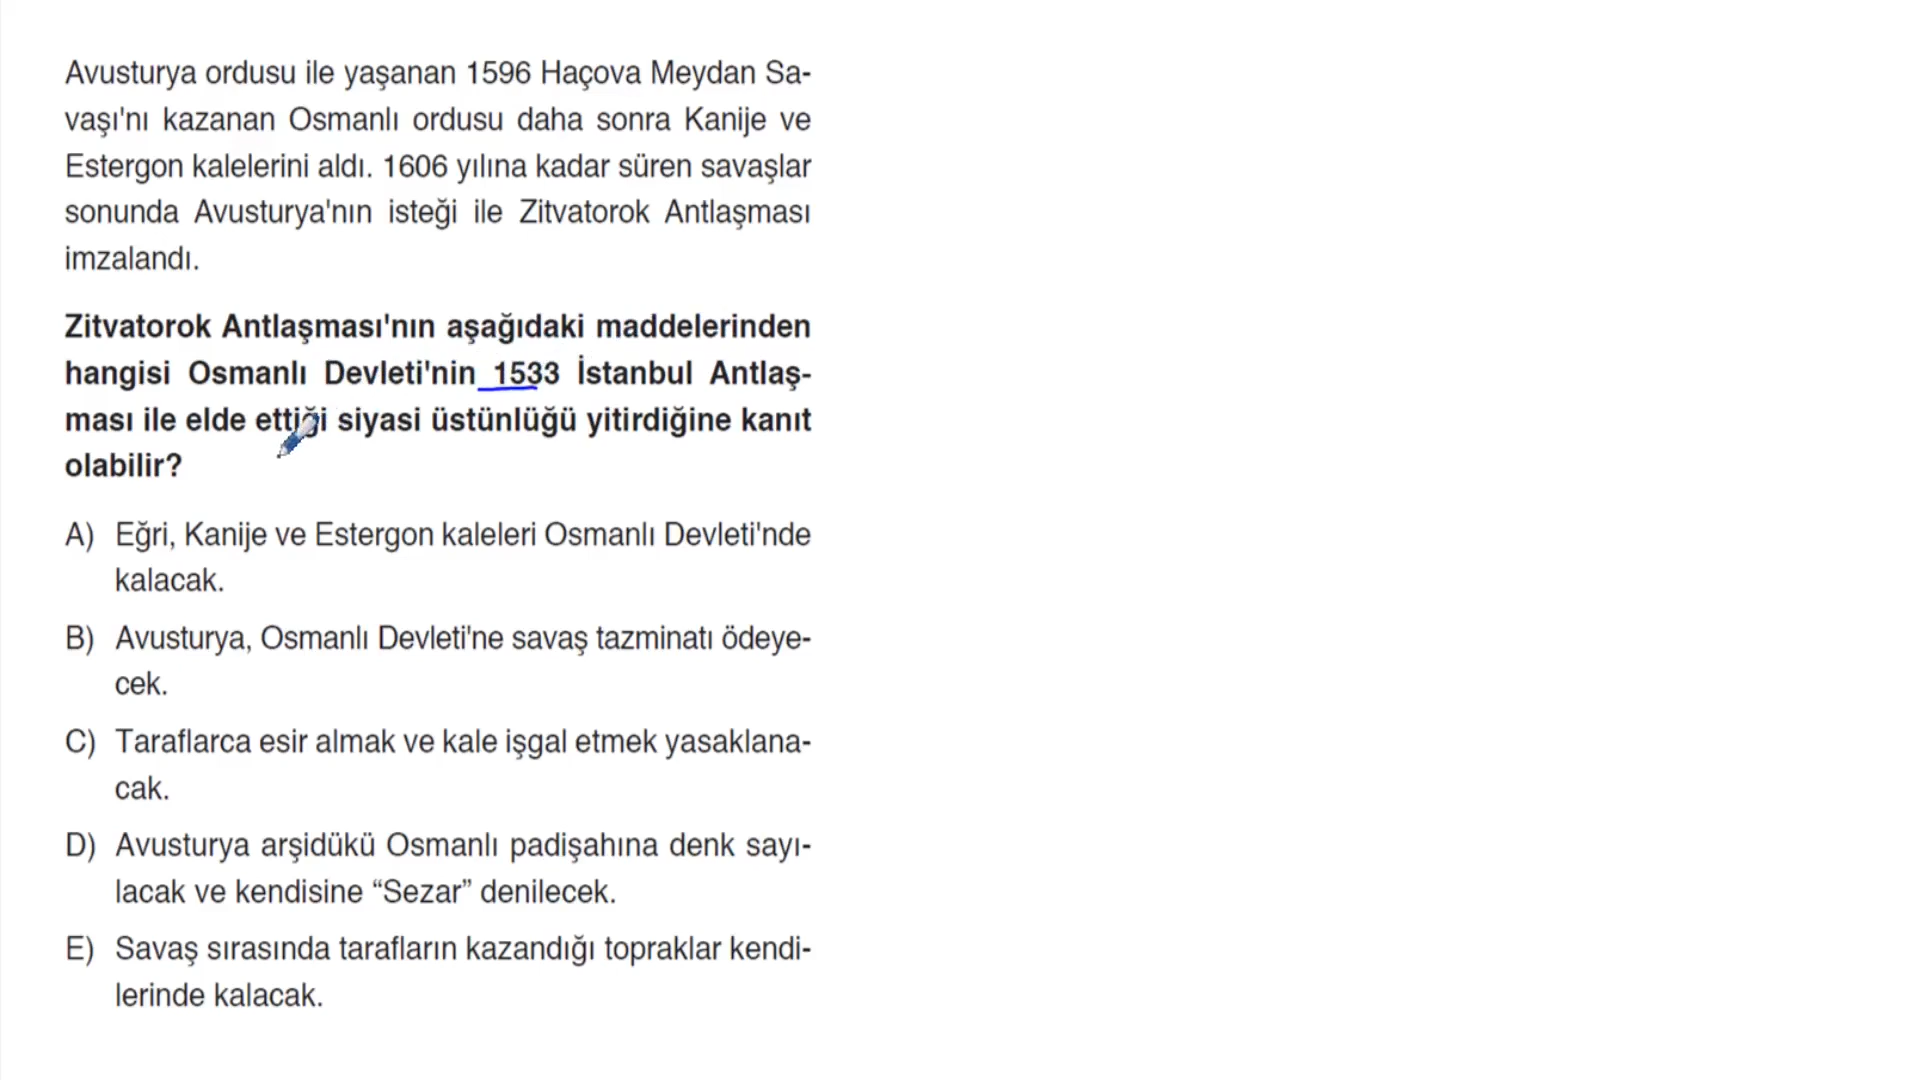 Avusturya ordusu ile yaşanan 1596 Haçova Meydan Sa-
vaşı'nı kazanan Osmanlı ordusu daha sonra Kanije ve
Estergon kalelerini aldı. 1606 yılına kadar süren savaşlar
sonunda Avusturya'nın isteği ile Zitvatorok Antlaşması
imzalandı.
Zitvatorok Antlaşması'nın aşağıdaki maddelerinden
hangisi Osmanlı Devleti'nin 1533 İstanbul Antlaş-
ması ile elde ettiği siyasi üstünlüğü yitirdiğine kanıt
olabilir?
A) Eğri, Kanije ve Estergon kaleleri Osmanlı Devleti'nde
kalacak.
B) Avusturya, Osmanlı Devleti'ne savaş tazminatı ödeye-
cek.
C) Taraflarca esir almak ve kale işgal etmek yasaklana-
cak.
D) Avusturya arşidükü Osmanlı padişahına denk sayı-
lacak ve kendisine “Sezar” denilecek.
E) Savaş sırasında tarafların kazandığı topraklar kendi-
lerinde kalacak.